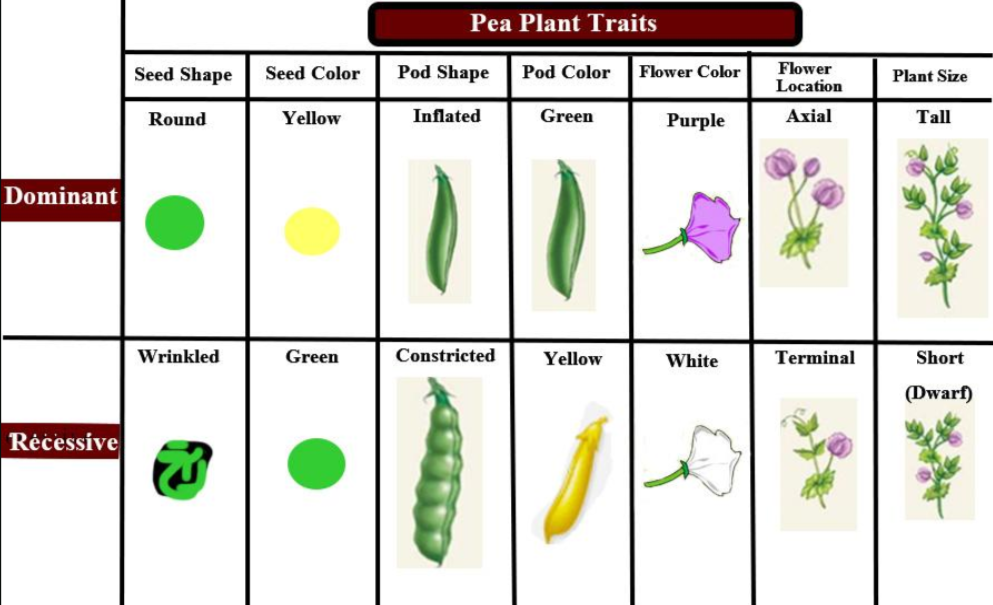 Pea Plant Traits
Seed Shape
Seed Color
Pod Shape
Pod Color
Flower Color
Flower
Location
Plant Size
Dominant
Round
Yellow
Inflated
Green
Purple
Axial
Tall
Recessive
Wrinkled
Green
Constricted
Yellow
White
Terminal
Short
(Dwarf)